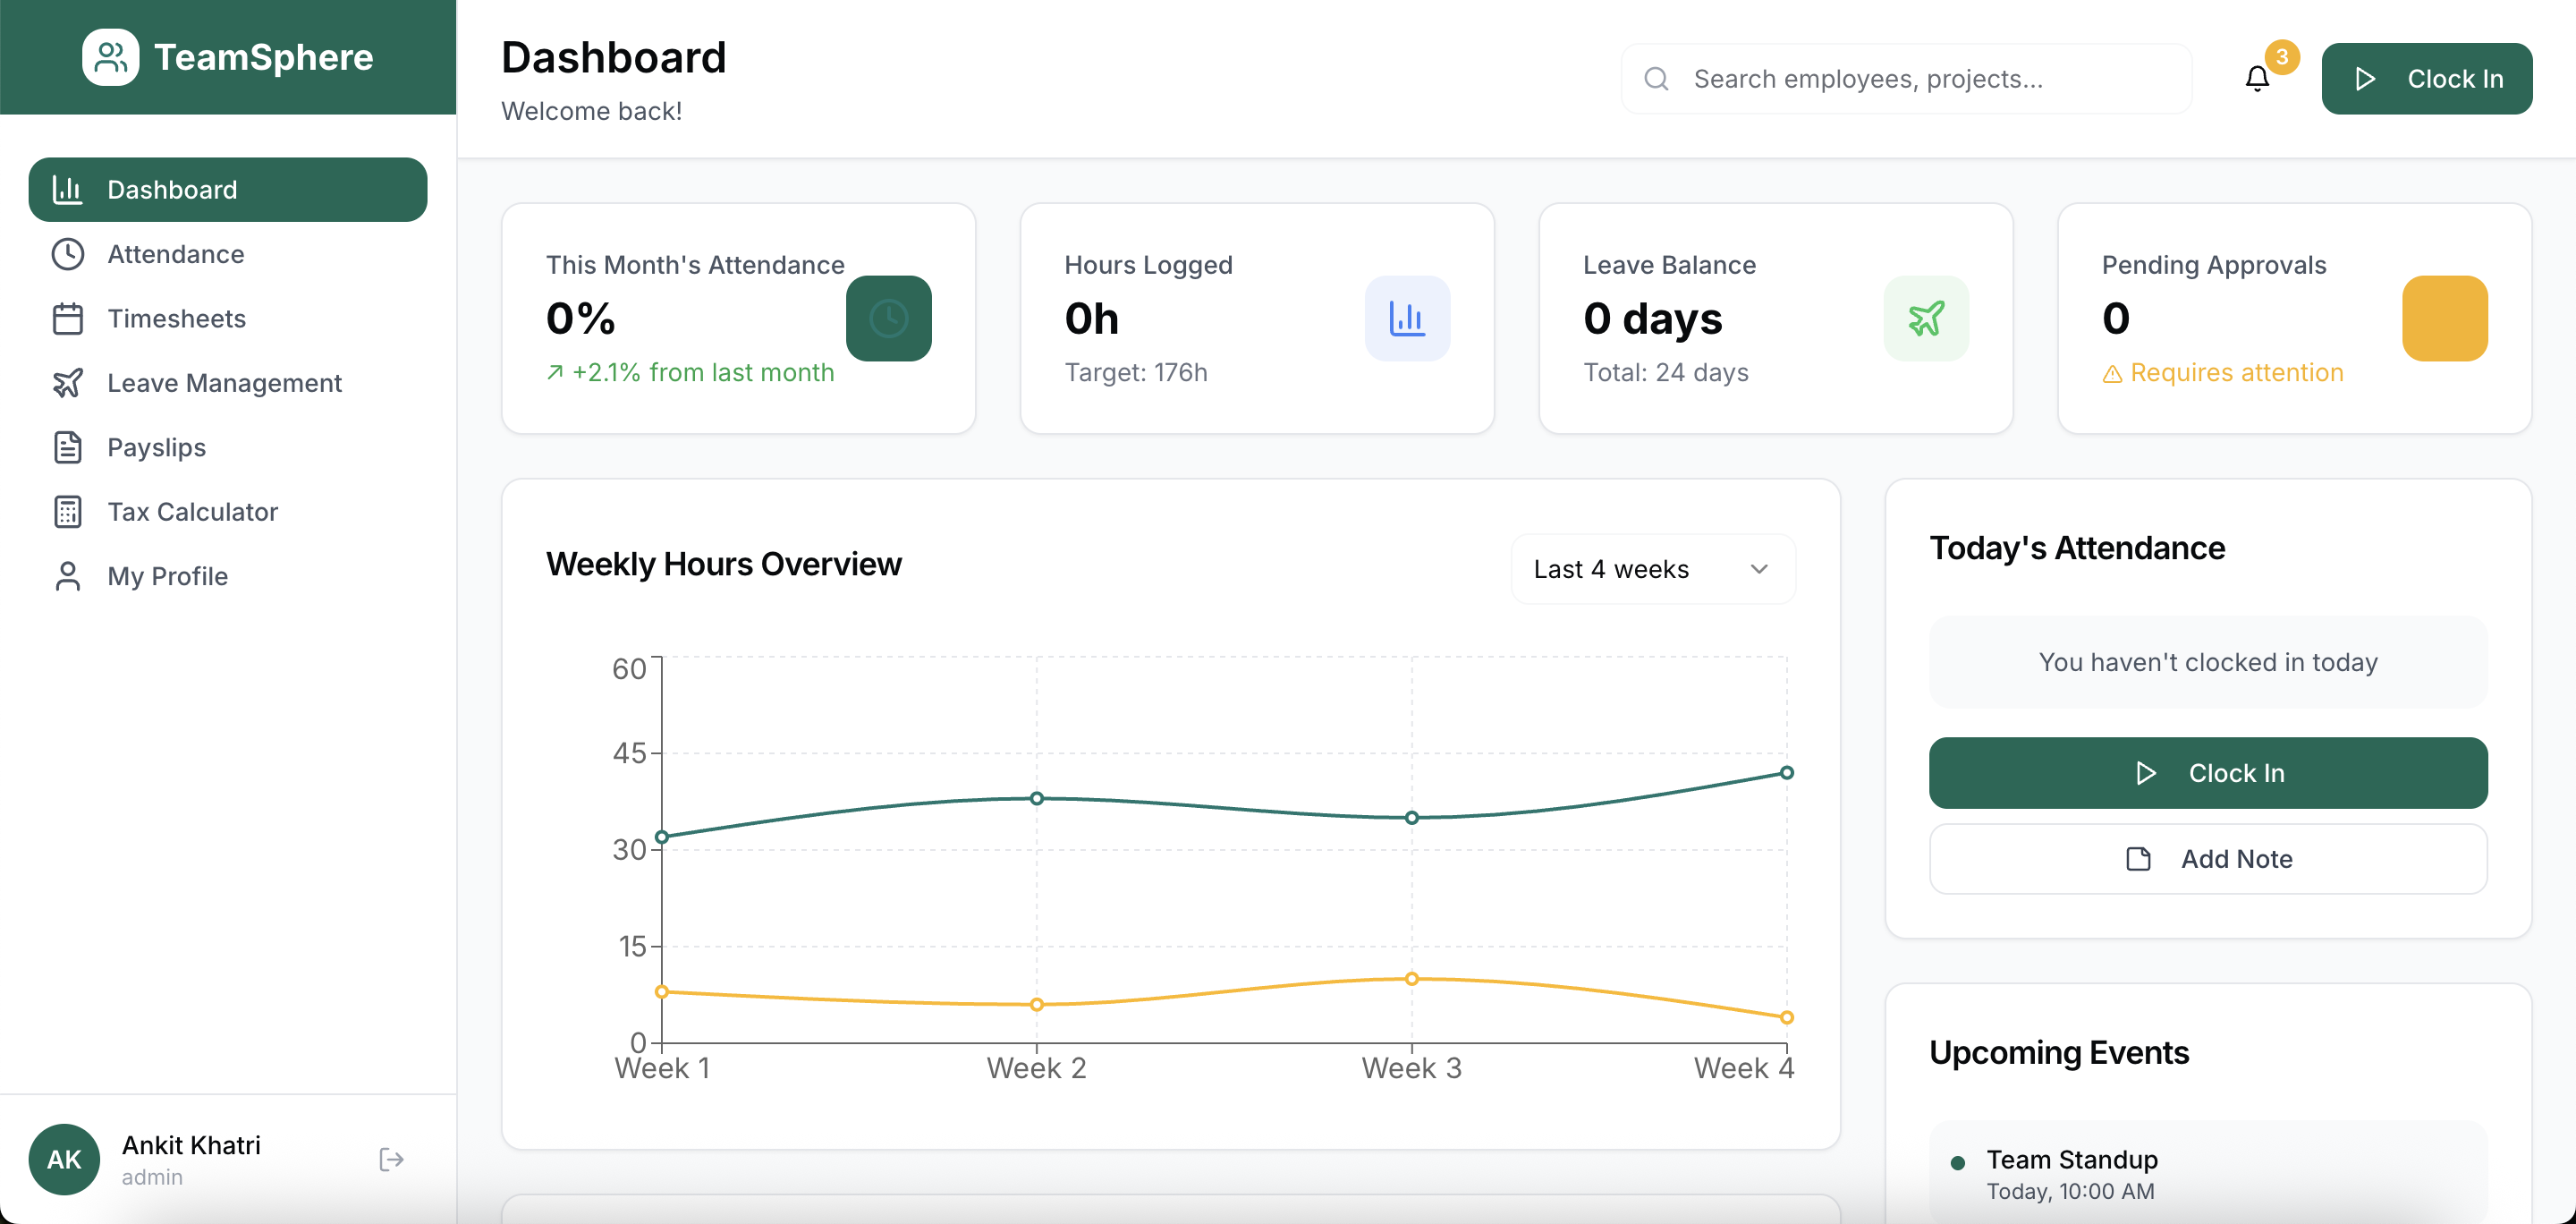 TeamSphere
Dashboard
Attendance
Timesheets
Leave Management
Payslips
Tax Calculator
My Profile
AK
Ankit Khatri
admin
Dashboard
Welcome back!
Search employees, projects...
3
Clock In
This Month's Attendance
0%
+2.1% from last month
Hours Logged
0h
Target: 176h
Leave Balance
0 days
Total: 24 days
Pending Approvals
0
Requires attention
Weekly Hours Overview
Last 4 weeks
60
45
30
15
0
Week 1
Week 2
Week 3
Week 4
Today's Attendance
You haven't clocked in today
Clock In
Add Note
Upcoming Events
Team Standup
Today, 10:00 AM